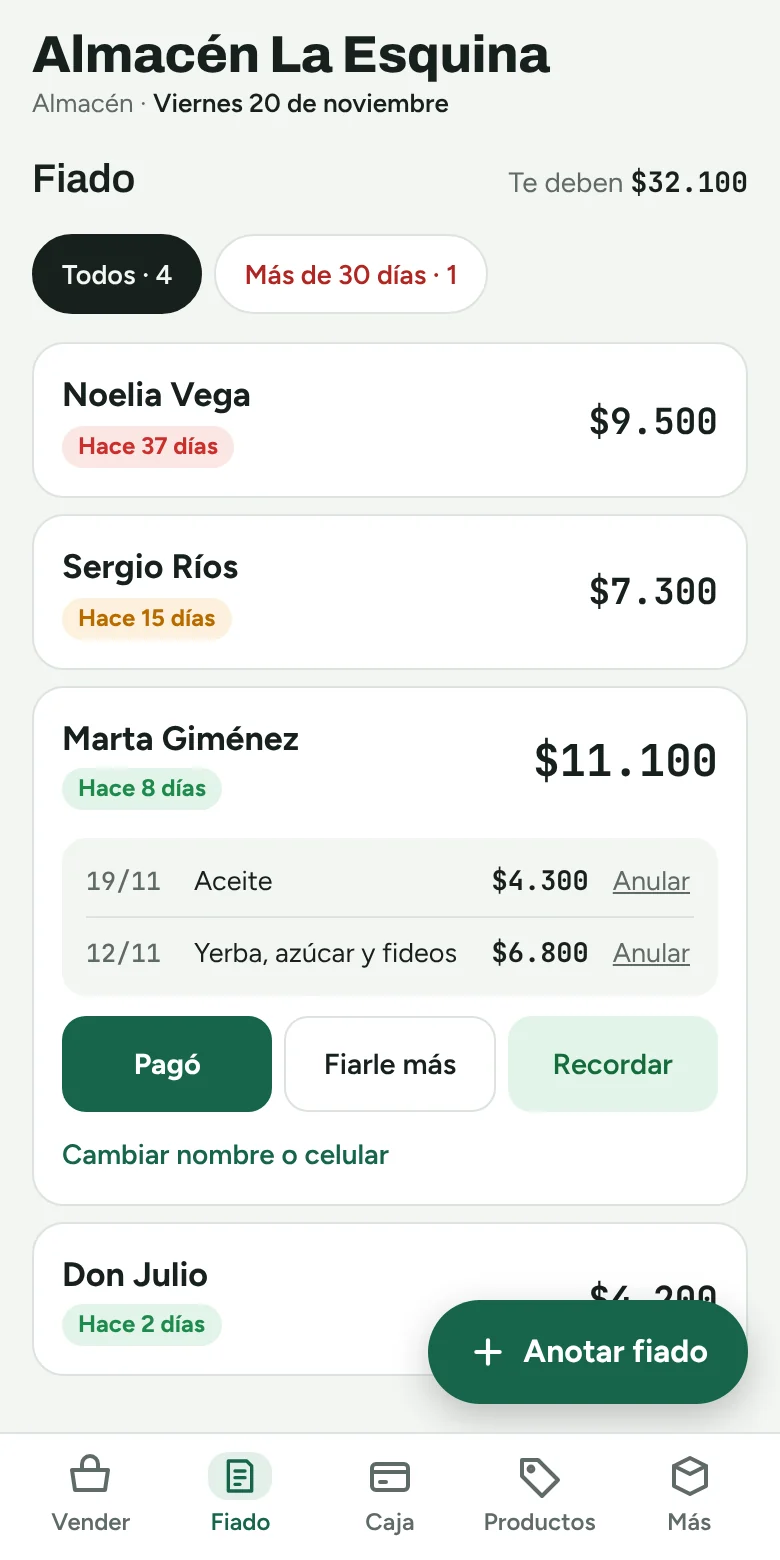 Almacén La Esquina
Almacén · Viernes 20 de noviembre
Fiado
Te deben $32.100
Todos · 4
Más de 30 días · 1
Noelia Vega
Hace 37 días
$9.500
Sergio Ríos
Hace 15 días
$7.300
Marta Giménez
Hace 8 días
$11.100
19/11 Aceite $4.300 Anular
12/11 Yerba, azúcar y fideos $6.800 Anular
Pagó
Fiarle más
Recordar
Cambiar nombre o celular
Don Julio
Hace 2 días
$4.200
+ Anotar fiado
Vender
Fiado
Caja
Productos
Más